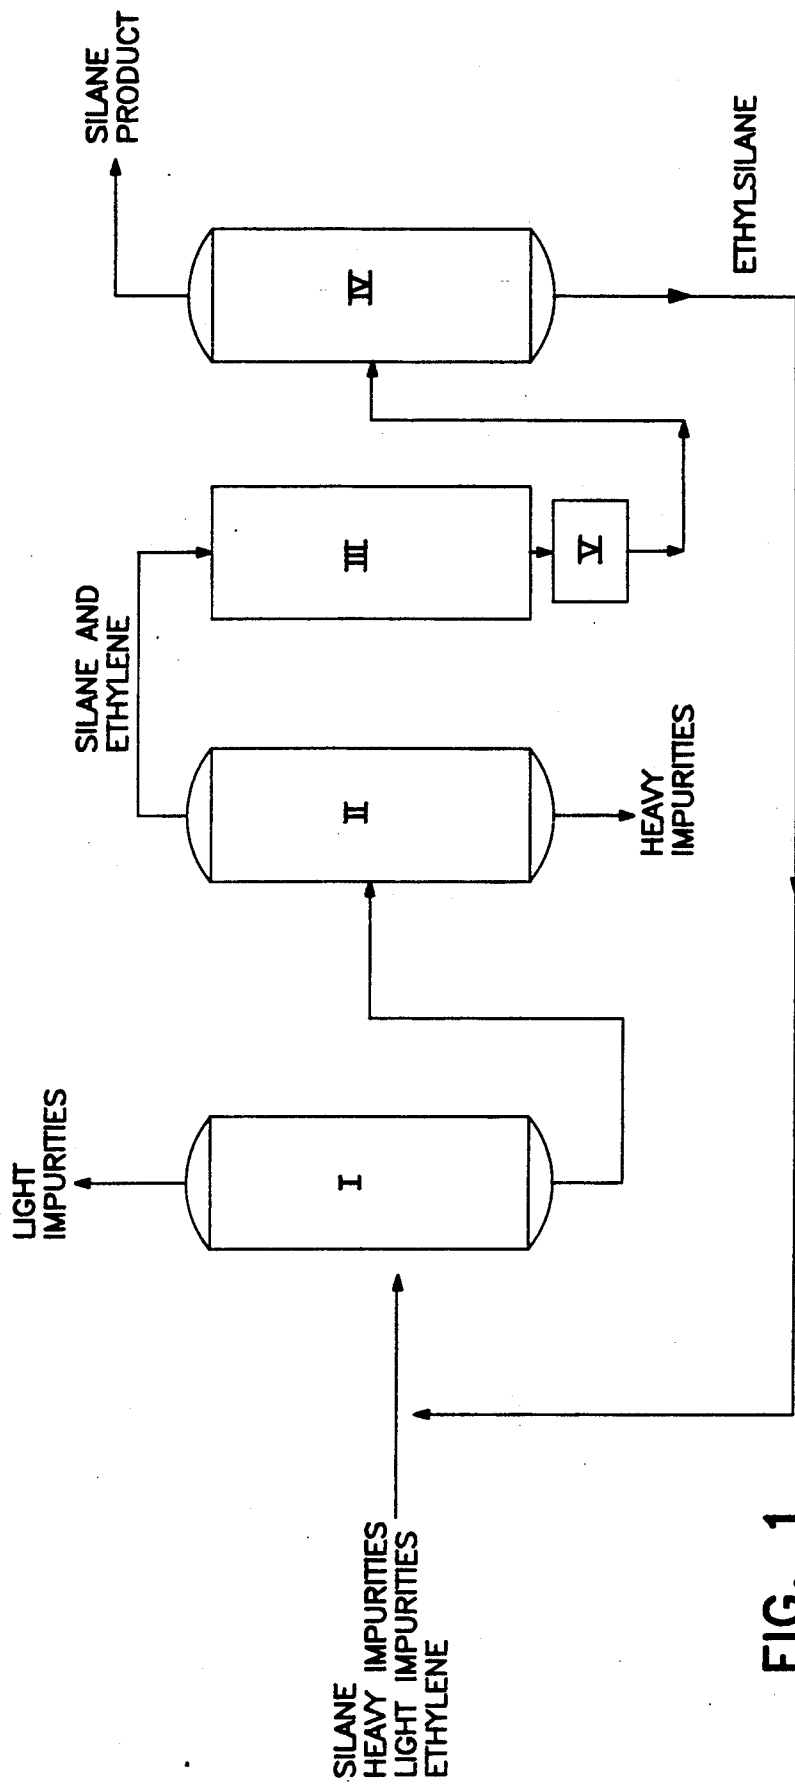 LIGHT
IMPURITIES
SILANE AND
ETHYLENE
SILANE
PRODUCT
I
II
III
IV
V
SILANE
HEAVY IMPURITIES
LIGHT IMPURITIES
ETHYLENE
HEAVY
IMPURITIES
ETHYLSILANE
FIG. 1